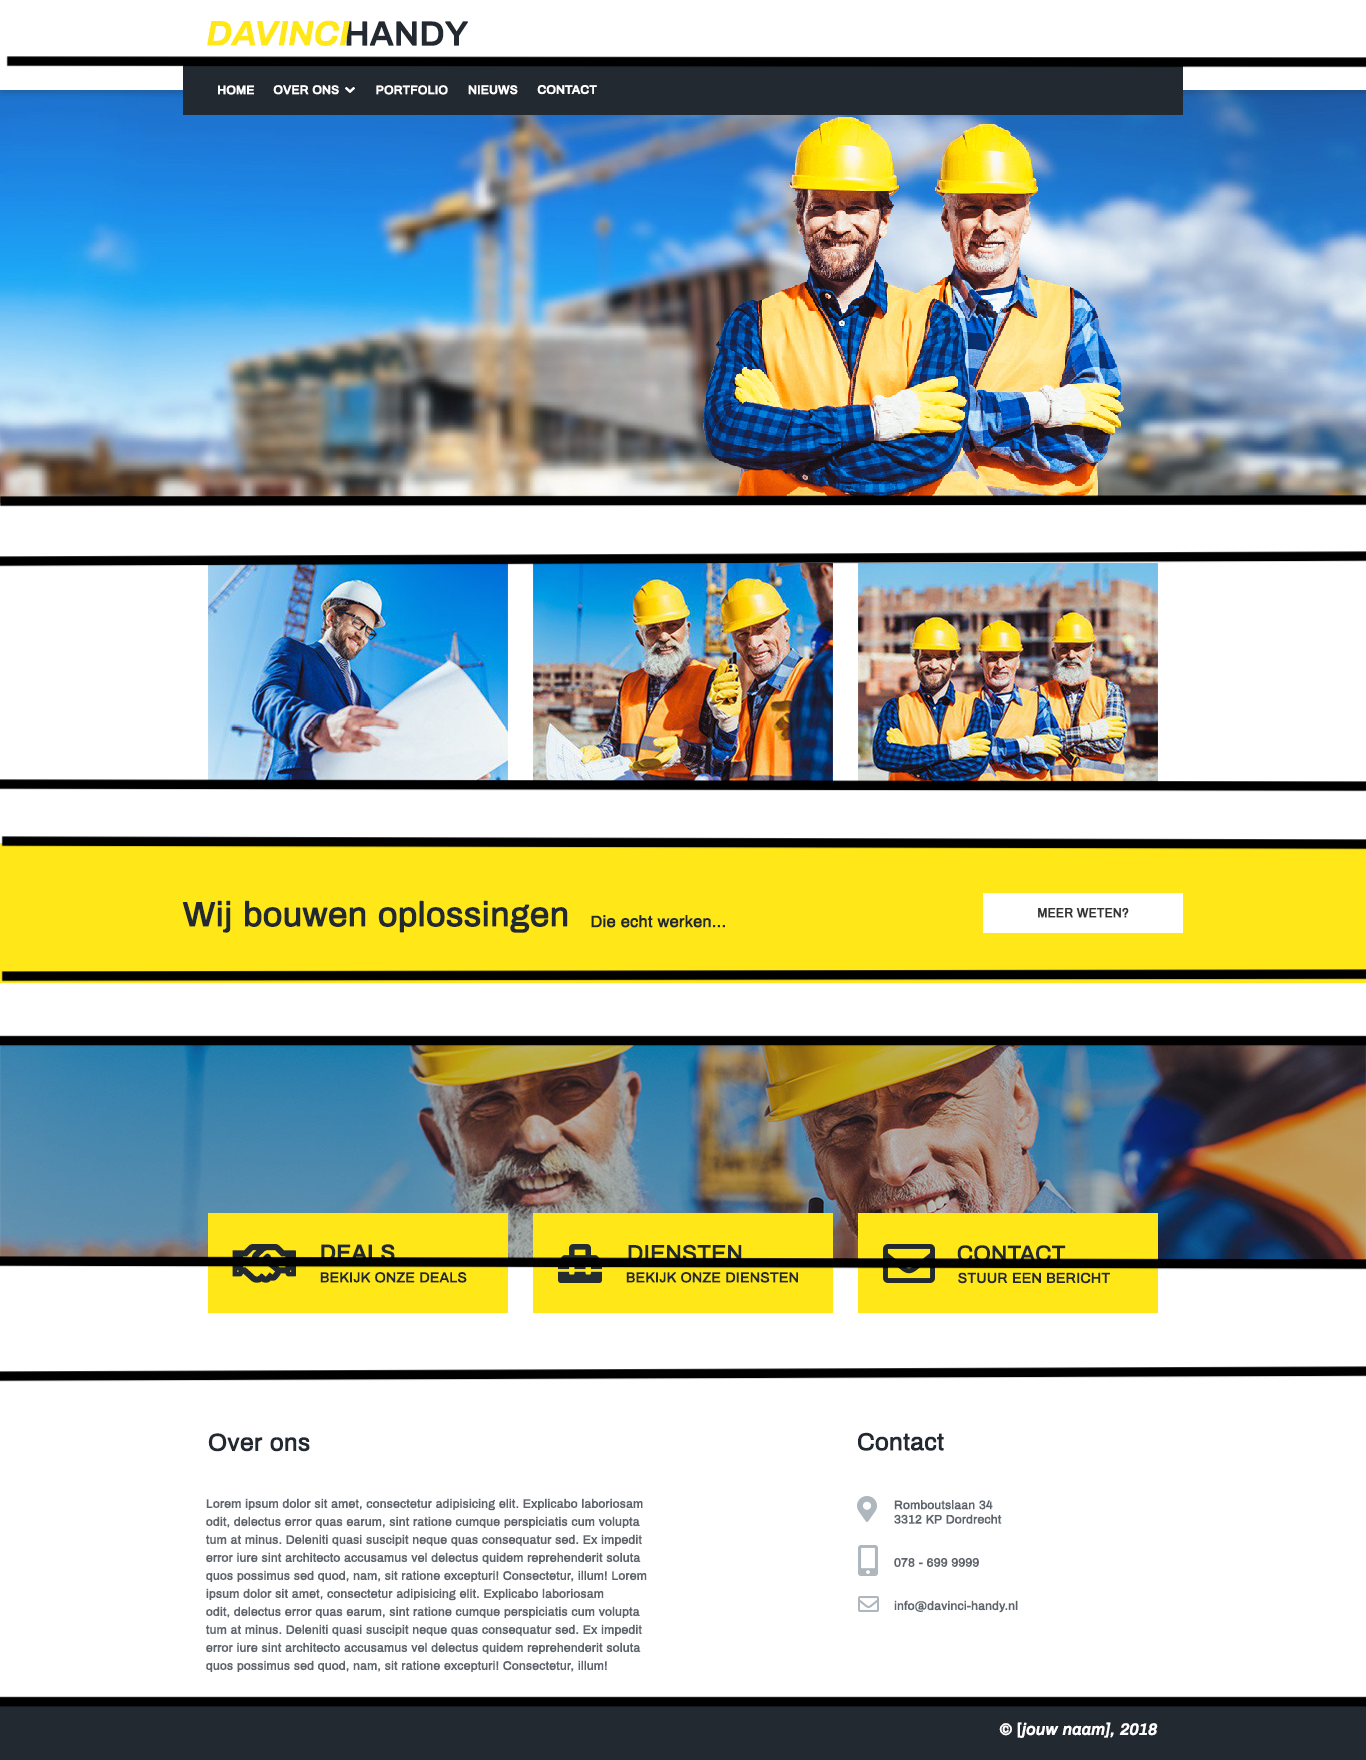 DAVINCIHANDY
HOME OVER ONS PORTFOLIO NIEUWS CONTACT
Wij bouwen oplossingen Die echt werken...
MEER WETEN?
DEALS
BEKIJK ONZE DEALS
DIENSTEN
BEKIJK ONZE DIENSTEN
CONTACT
STUUR EEN BERICHT
Over ons
Lorem ipsum dolor sit amet, consectetur adipisicing elit. Explicabo laboriosam
odit, delectus error quas earum, sint ratione cumque perspiciatis cum volupta
tum at minus. Deleniti quasi suscipit neque quas consequatur sed. Ex impedit
error iure sint architecto accusamus vel delectus quidem reprehenderit soluta
quos possimus sed quod, nam, sit ratione excepturi! Consectetur, illum! Lorem
ipsum dolor sit amet, consectetur adipisicing elit. Explicabo laboriosam
odit, delectus error quas earum, sint ratione cumque perspiciatis cum volupta
tum at minus. Deleniti quasi suscipit neque quas consequatur sed. Ex impedit
error iure sint architecto accusamus vel delectus quidem reprehenderit soluta
quos possimus sed quod, nam, sit ratione excepturi! Consectetur, illum!
Contact
Romboutslaan 34
3312 KP Dordrecht
078 - 699 9999
info@davinci-handy.nl
© [jouw naam], 2018